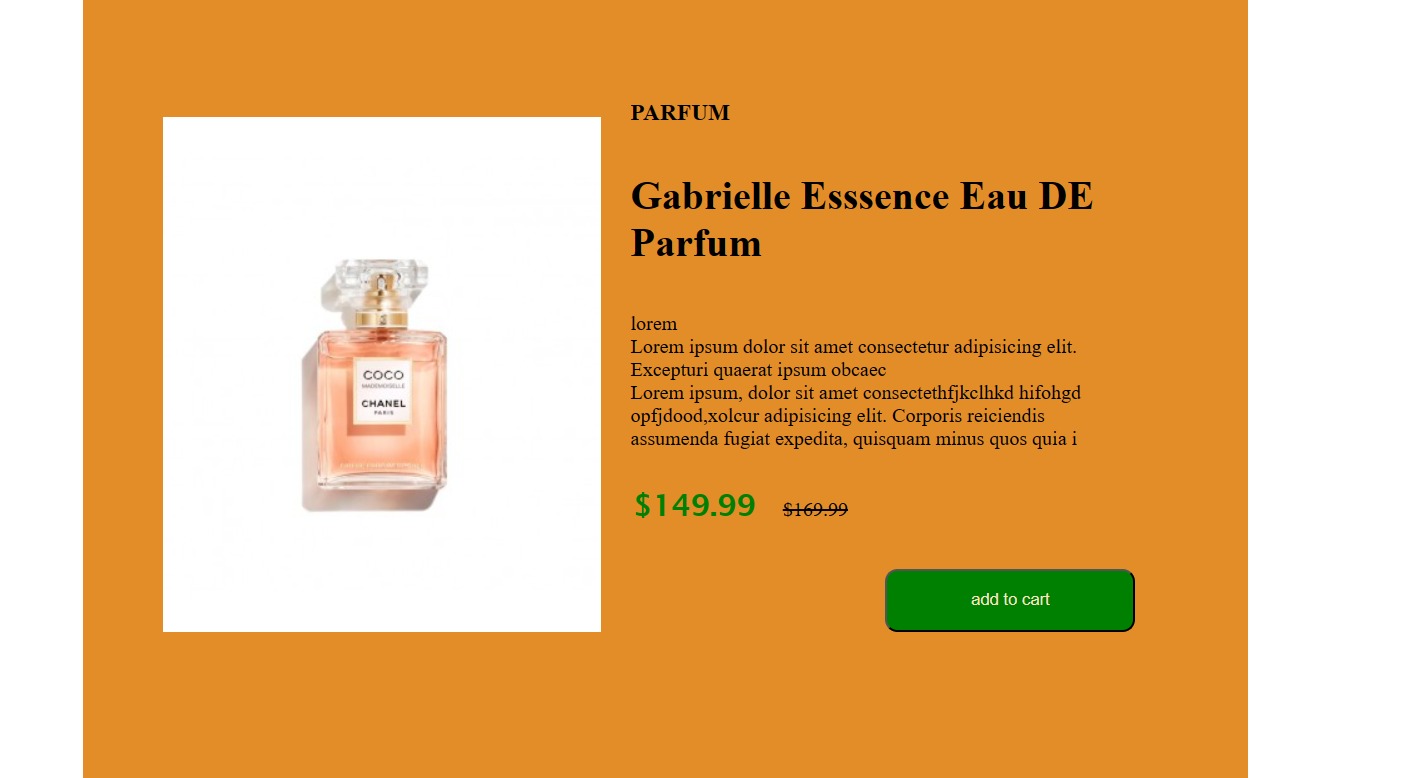 PARFUM
Gabrielle Esssence Eau DE
Parfum
lorem
Lorem ipsum dolor sit amet consectetur adipisicing elit.
Excepturi quaerat ipsum obcaec
Lorem ipsum, dolor sit amet consectethfjkclhkd hifohgd
opfjdood,xolcur adipisicing elit. Corporis reiciendis
assumenda fugiat expedita, quisquam minus quos quia i
$149.99 $169.99
add to cart
COCO
MADEMOISELLE
CHANEL
PARIS